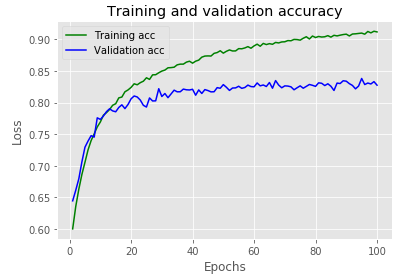 Training and validation accuracy
Training acc
Validation acc
Loss
0.90
0.85
0.80
0.75
0.70
0.65
0.60
0 20 40 60 80 100
Epochs